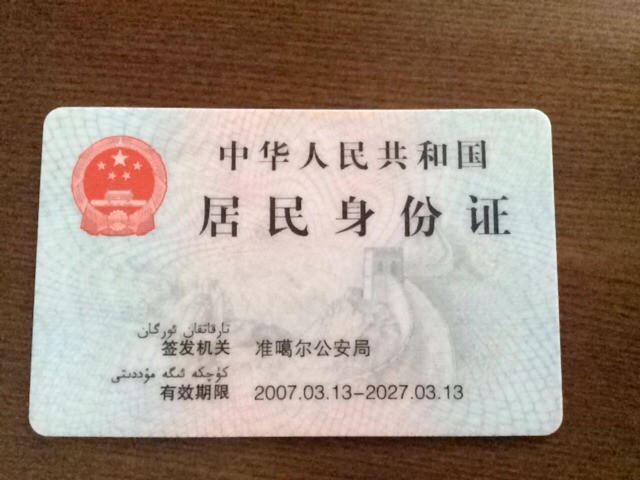 中华人民共和国
居民身份证
تارقاتقان ئورگان
签发机关 准噶尔公安局
كۈچكە ئىگە مۇددىتى
有效期限 2007.03.13-2027.03.13